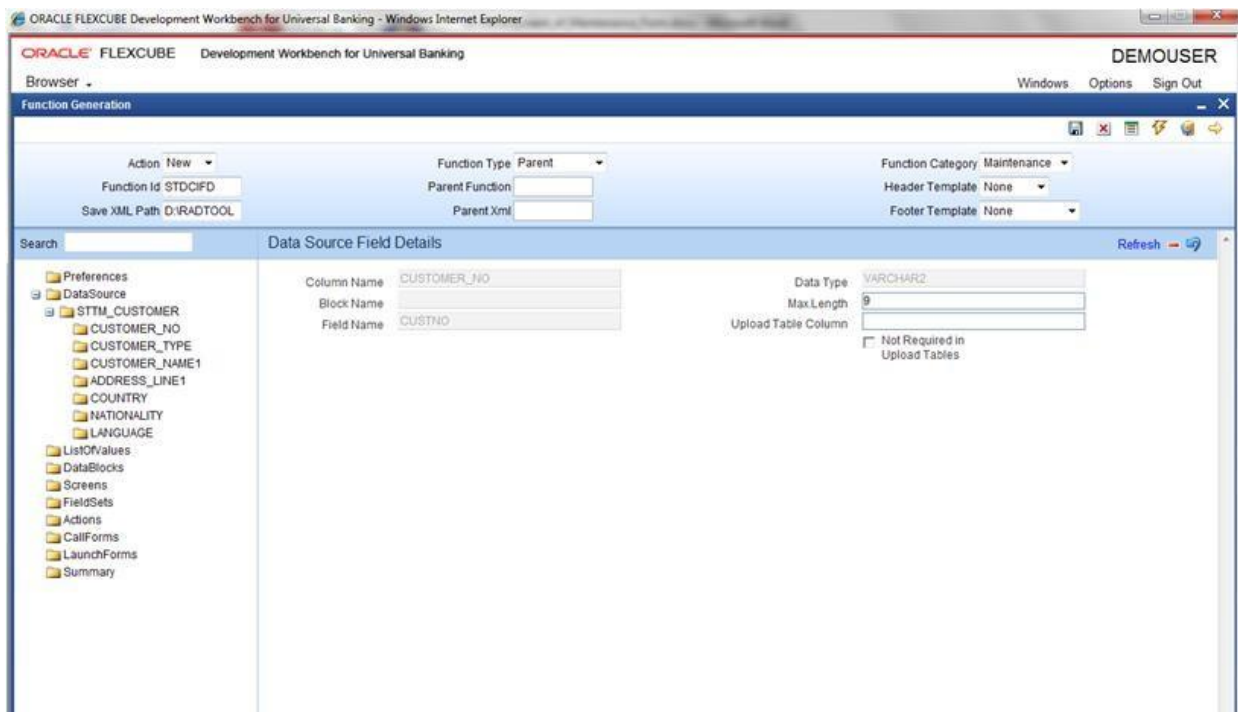 ORACLE FLEXCUBE Development Workbench for Universal Banking - Windows Internet Explorer
ORACLE FLEXCUBE Development Workbench for Universal Banking DEMOUSER
Browser Windows Options Sign Out
Function Generation
Action New Function Type Parent Function Category Maintenance
Function Id STDCIFD Parent Function Header Template None
Save XML Path D:\RADTOOL Parent Xml Footer Template None
Search Data Source Field Details Refresh
Preferences
DataSource
STTM_CUSTOMER
CUSTOMER_NO
CUSTOMER_TYPE
CUSTOMER_NAME1
ADDRESS_LINE1
COUNTRY
NATIONALITY
LANGUAGE
ListOfValues
DataBlocks
Screens
FieldSets
Actions
CallForms
LaunchForms
Summary
Column Name CUSTOMER_NO Data Type VARCHAR2
Block Name Max.Length 9
Field Name CUSTNO Upload Table Column
Not Required in
Upload Tables